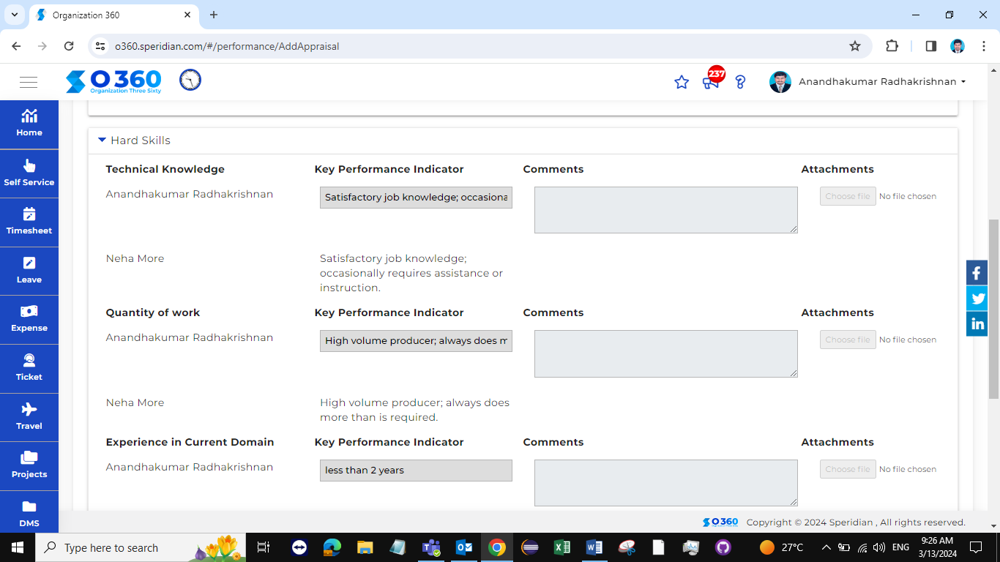 Organization 360
o360.speridian.com/#/performance/AddAppraisal
O 360
Organization Three Sixty
237
Anandhakumar Radhakrishnan
Home
Self Service
Timesheet
Leave
Expense
Ticket
Travel
Projects
DMS
Hard Skills
Technical Knowledge Key Performance Indicator Comments Attachments
Anandhakumar Radhakrishnan Satisfactory job knowledge; occasiona Choose file No file chosen
Neha More Satisfactory job knowledge;
occasionally requires assistance or
instruction.
Quantity of work Key Performance Indicator Comments Attachments
Anandhakumar Radhakrishnan High volume producer; always does m Choose file No file chosen
Neha More High volume producer; always does
more than is required.
Experience in Current Domain Key Performance Indicator Comments Attachments
Anandhakumar Radhakrishnan less than 2 years Choose file No file chosen
O 360
Organization Three Sixty
Copyright © 2024 Speridian , All rights reserved.
Type here to search
27°C
ENG
9:26 AM
3/13/2024